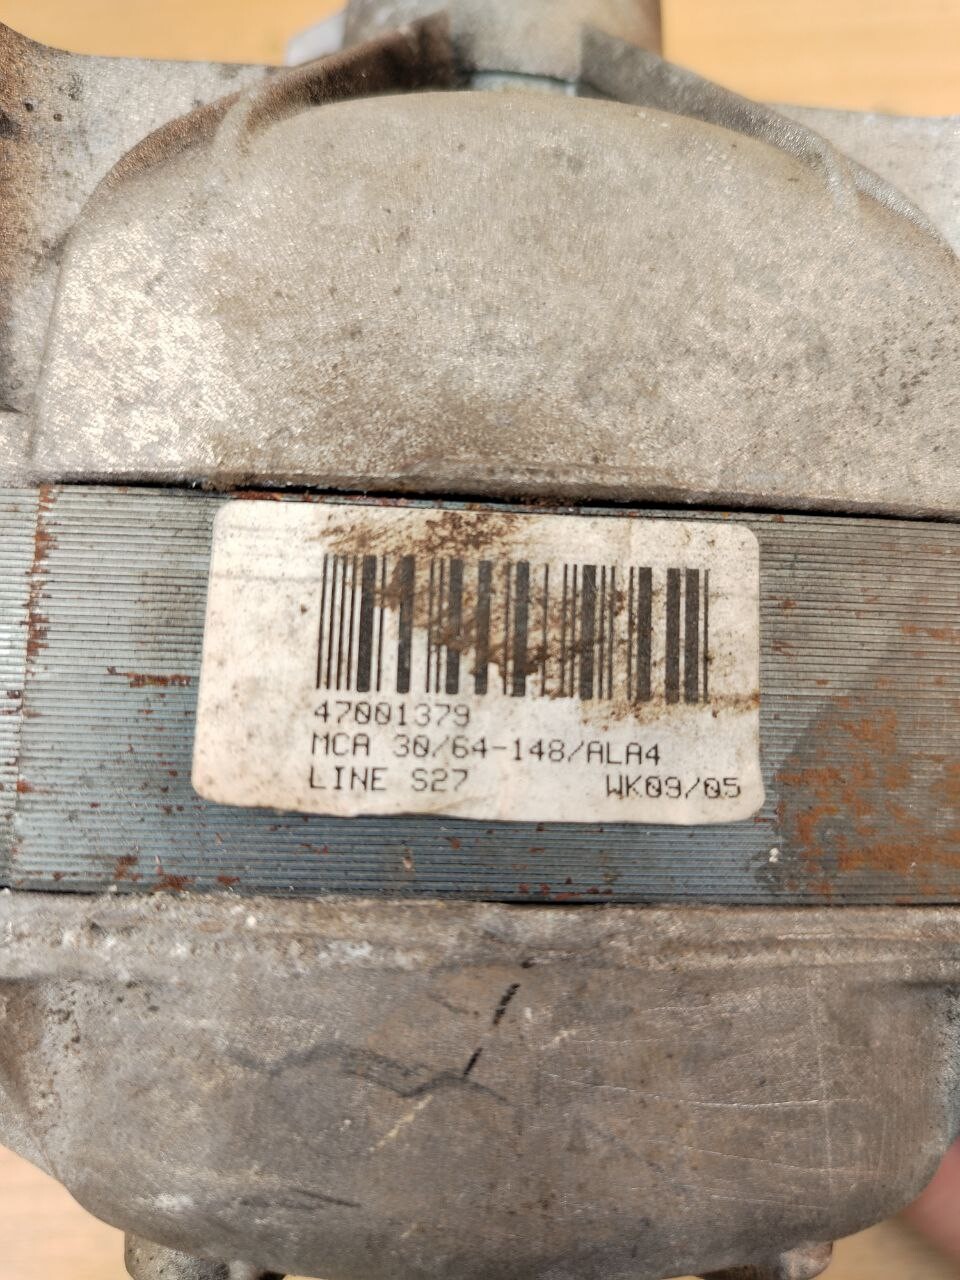 47001379
MCA 30/64-148/ALA4
LINE S27 WK09/05